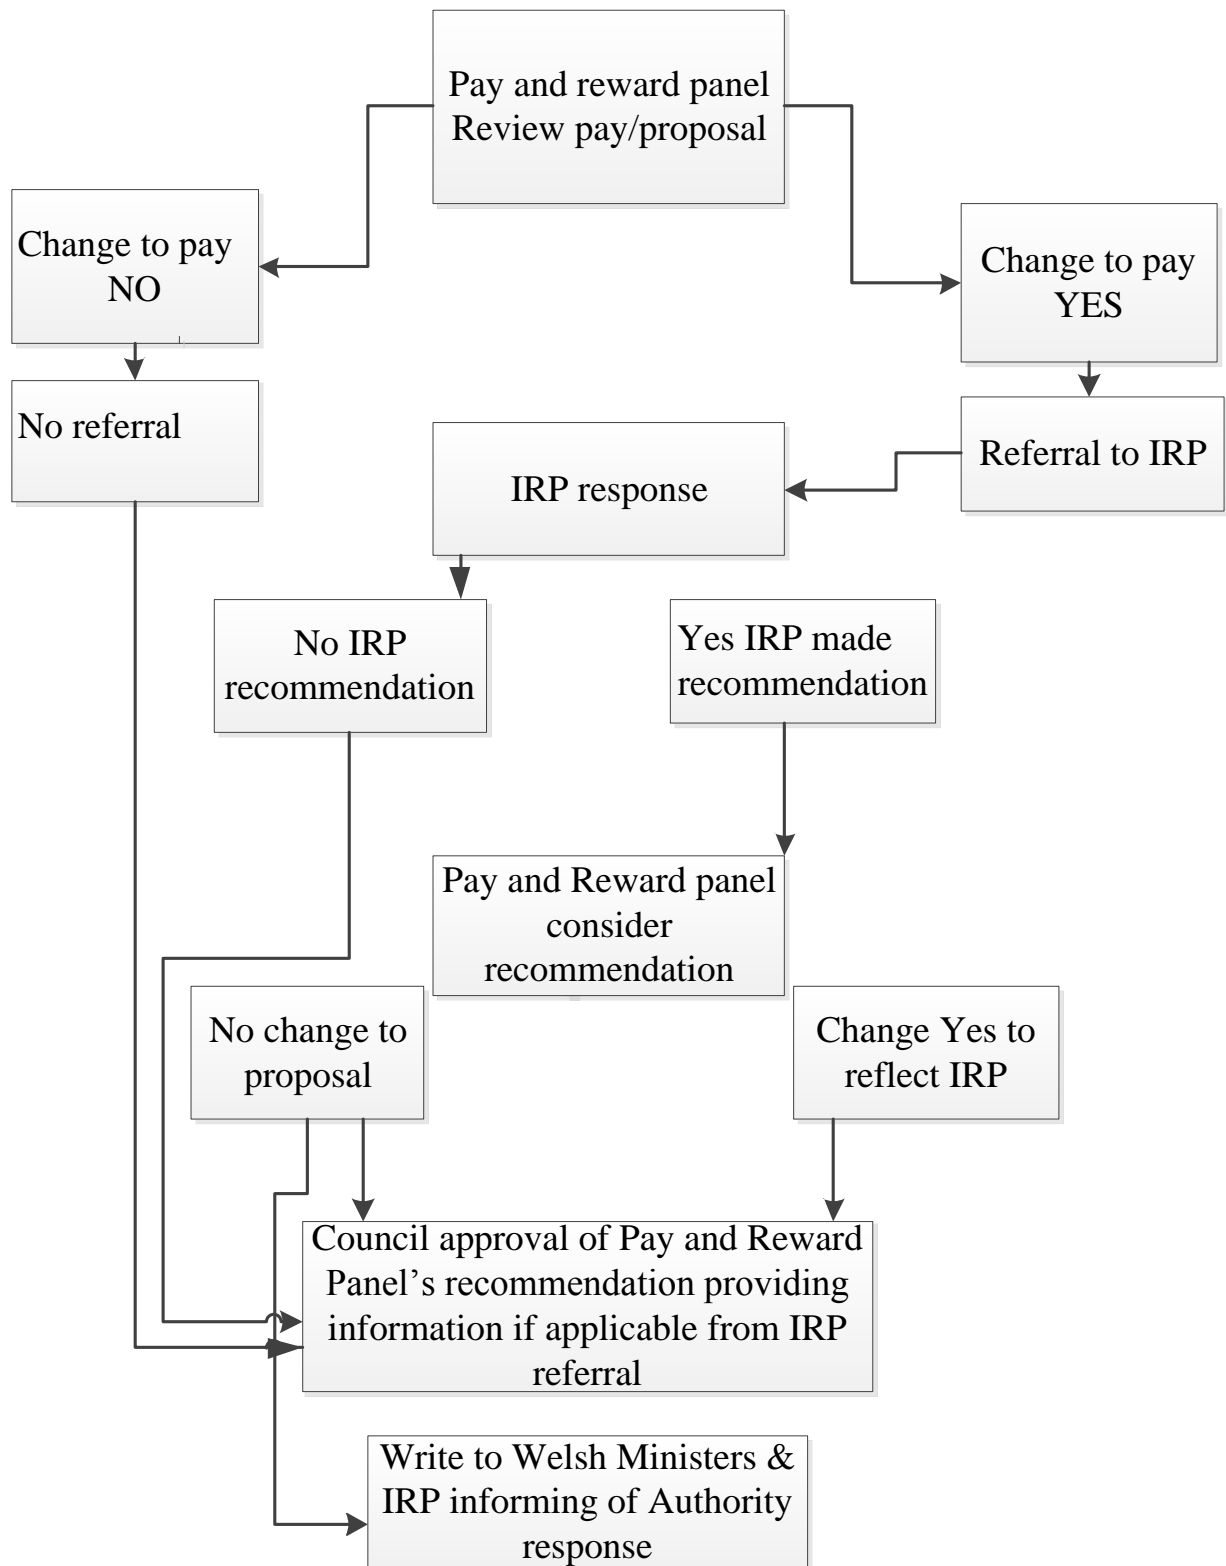 Pay and reward panel
Review pay/proposal
Change to pay
NO
Change to pay
YES
No referral
Referral to IRP
IRP response
No IRP
recommendation
Yes IRP made
recommendation
Pay and Reward panel
consider
recommendation
No change to
proposal
Change Yes to
reflect IRP
Council approval of Pay and Reward
Panel’s recommendation providing
information if applicable from IRP
referral
Write to Welsh Ministers &
IRP informing of Authority
response